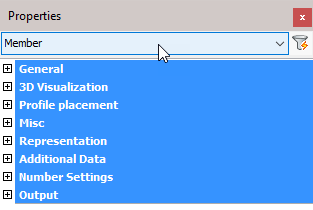 Properties
Member
General
3D Visualization
Profile placement
Misc
Representation
Additional Data
Number Settings
Output